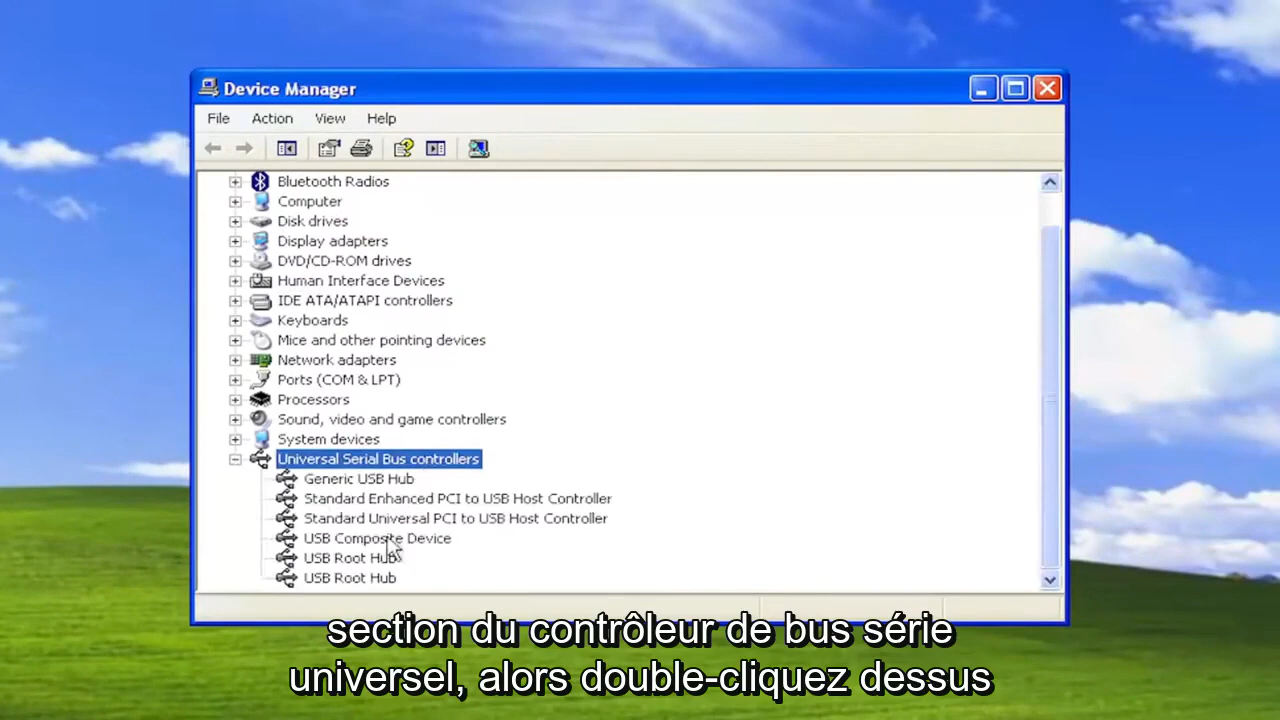 Device Manager
File Action View Help
Bluetooth Radios
Computer
Disk drives
Display adapters
DVD/CD-ROM drives
Human Interface Devices
IDE ATA/ATAPI controllers
Keyboards
Mice and other pointing devices
Network adapters
Ports (COM & LPT)
Processors
Sound, video and game controllers
System devices
Universal Serial Bus controllers
Generic USB Hub
Standard Enhanced PCI to USB Host Controller
Standard Universal PCI to USB Host Controller
USB Composite Device
USB Root Hub
USB Root Hub
section du contrôleur de bus série
universel, alors double-cliquez dessus